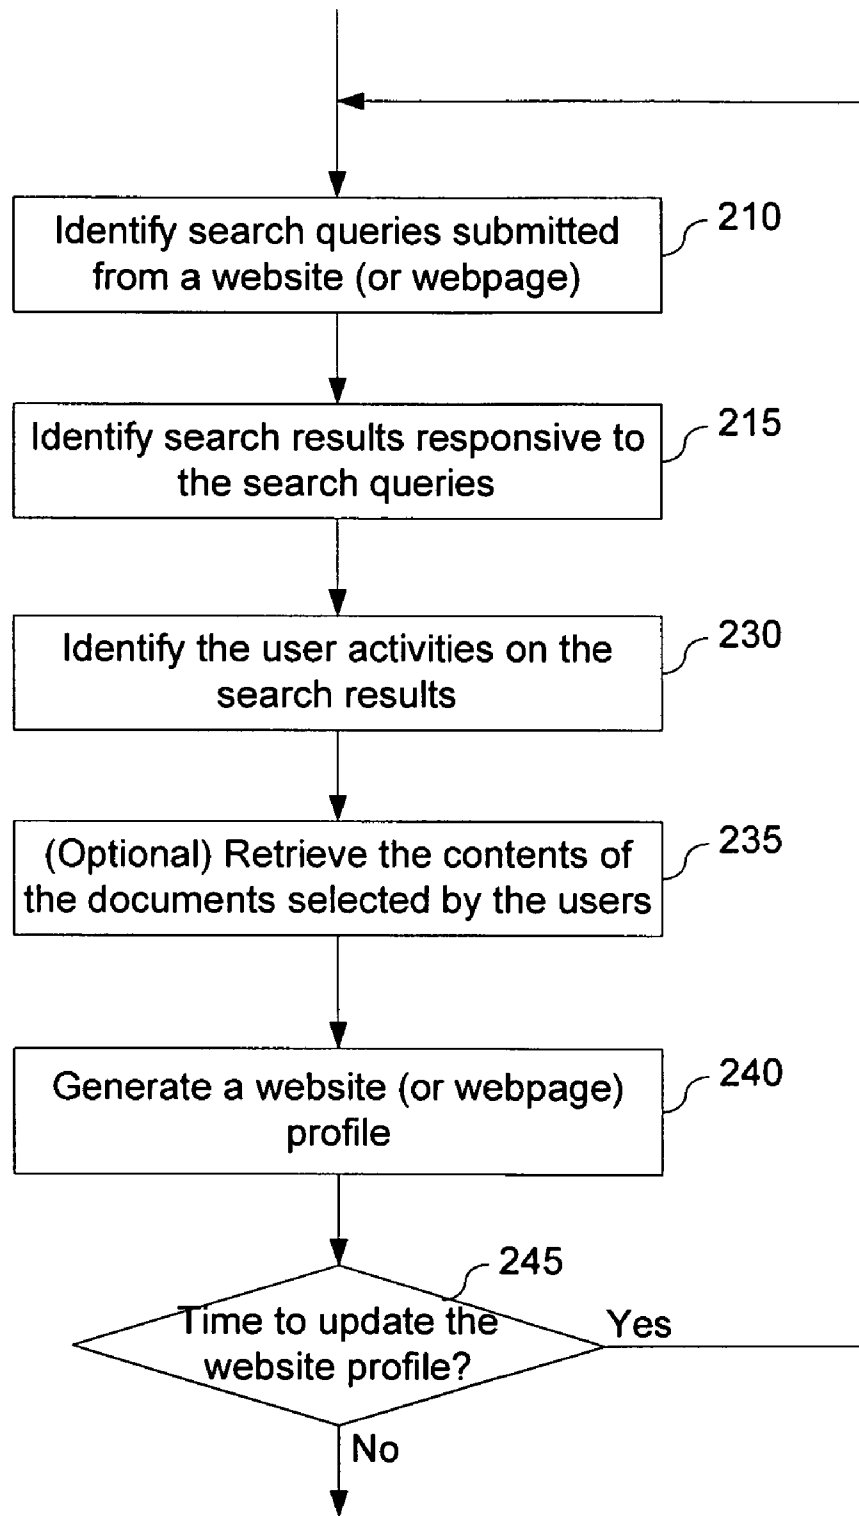 Identify search queries submitted
from a website (or webpage)
210
Identify search results responsive to
the search queries
215
Identify the user activities on the
search results
230
(Optional) Retrieve the contents of
the documents selected by the users
235
Generate a website (or webpage)
profile
240
245
Time to update the
website profile?
Yes
No